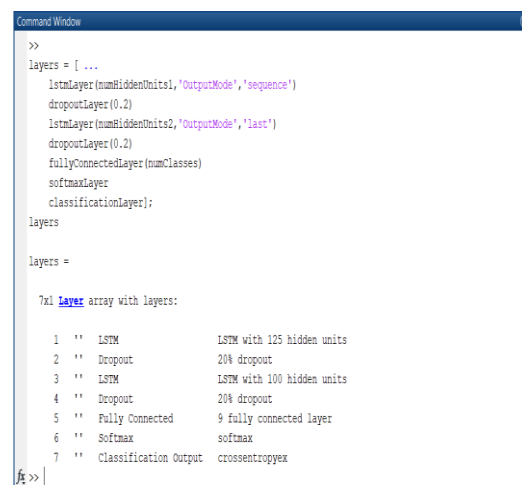 Command Window
>>
layers = [ ...
lstmLayer(numHiddenUnits1,'OutputMode','sequence')
dropoutLayer(0.2)
lstmLayer(numHiddenUnits2,'OutputMode','last')
dropoutLayer(0.2)
fullyConnectedLayer(numClasses)
softmaxLayer
classificationLayer];
layers
layers =
7x1 Layer array with layers:
1 '' LSTM LSTM with 125 hidden units
2 '' Dropout 20% dropout
3 '' LSTM LSTM with 100 hidden units
4 '' Dropout 20% dropout
5 '' Fully Connected 9 fully connected layer
6 '' Softmax softmax
7 '' Classification Output crossentropyex
fx >>